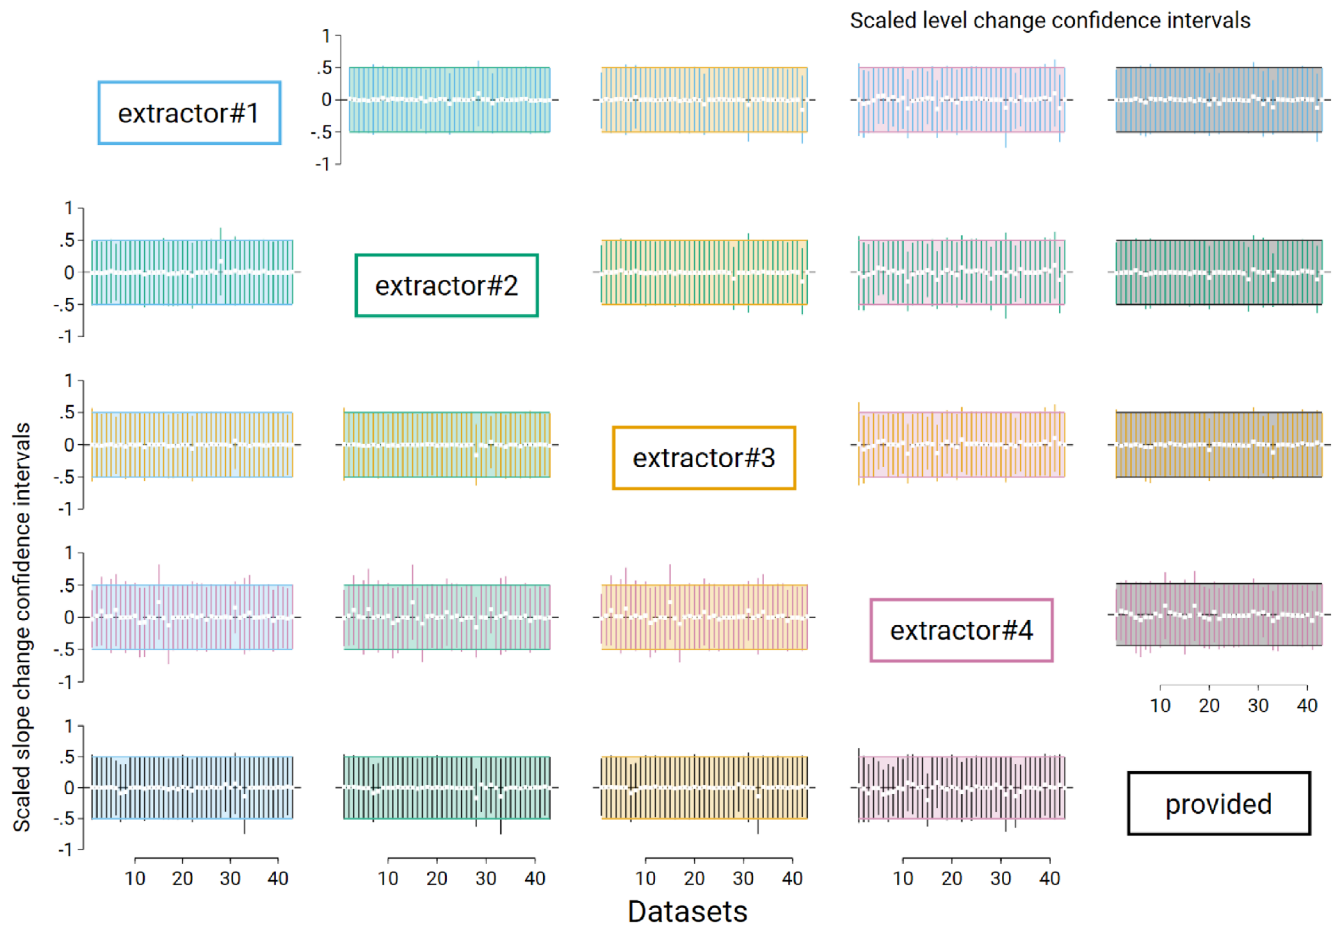 Scaled level change confidence intervals
1
.5
0
-.5
-1
extractor#1
1
.5
0
-.5
-1
extractor#2
1
.5
0
-.5
-1
extractor#3
1
.5
0
-.5
-1
extractor#4
10 20 30 40
1
.5
0
-.5
-1
provided
10 20 30 40 10 20 30 40 10 20 30 40 10 20 30 40
Datasets
Scaled slope change confidence intervals